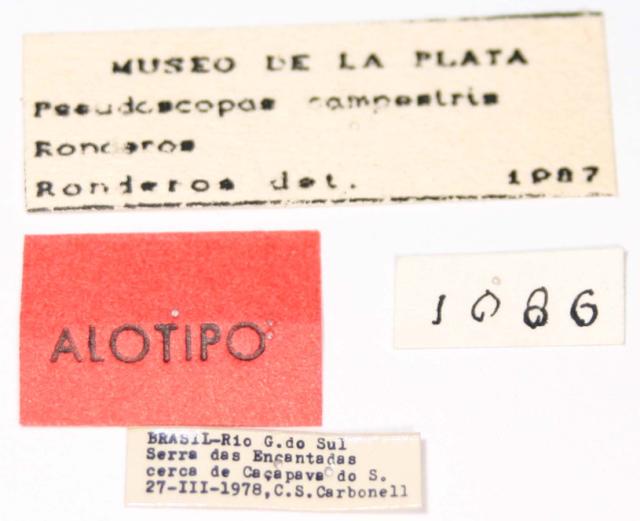 MUSEO DE LA PLATA
Pseudoscopas campestris
Ronderos
Ronderos det. 1987
ALOTIPO
1086
BRASIL-Rio G.do Sul
Serra das Encantadas
cerca de Caçapava do S.
27-III-1978,C.S.Carbonell